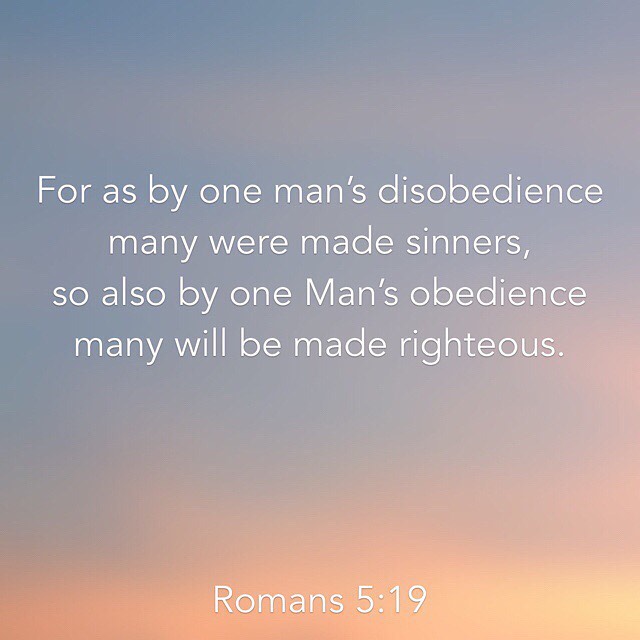 For as by one man’s disobedience
many were made sinners,
so also by one Man’s obedience
many will be made righteous.
Romans 5:19